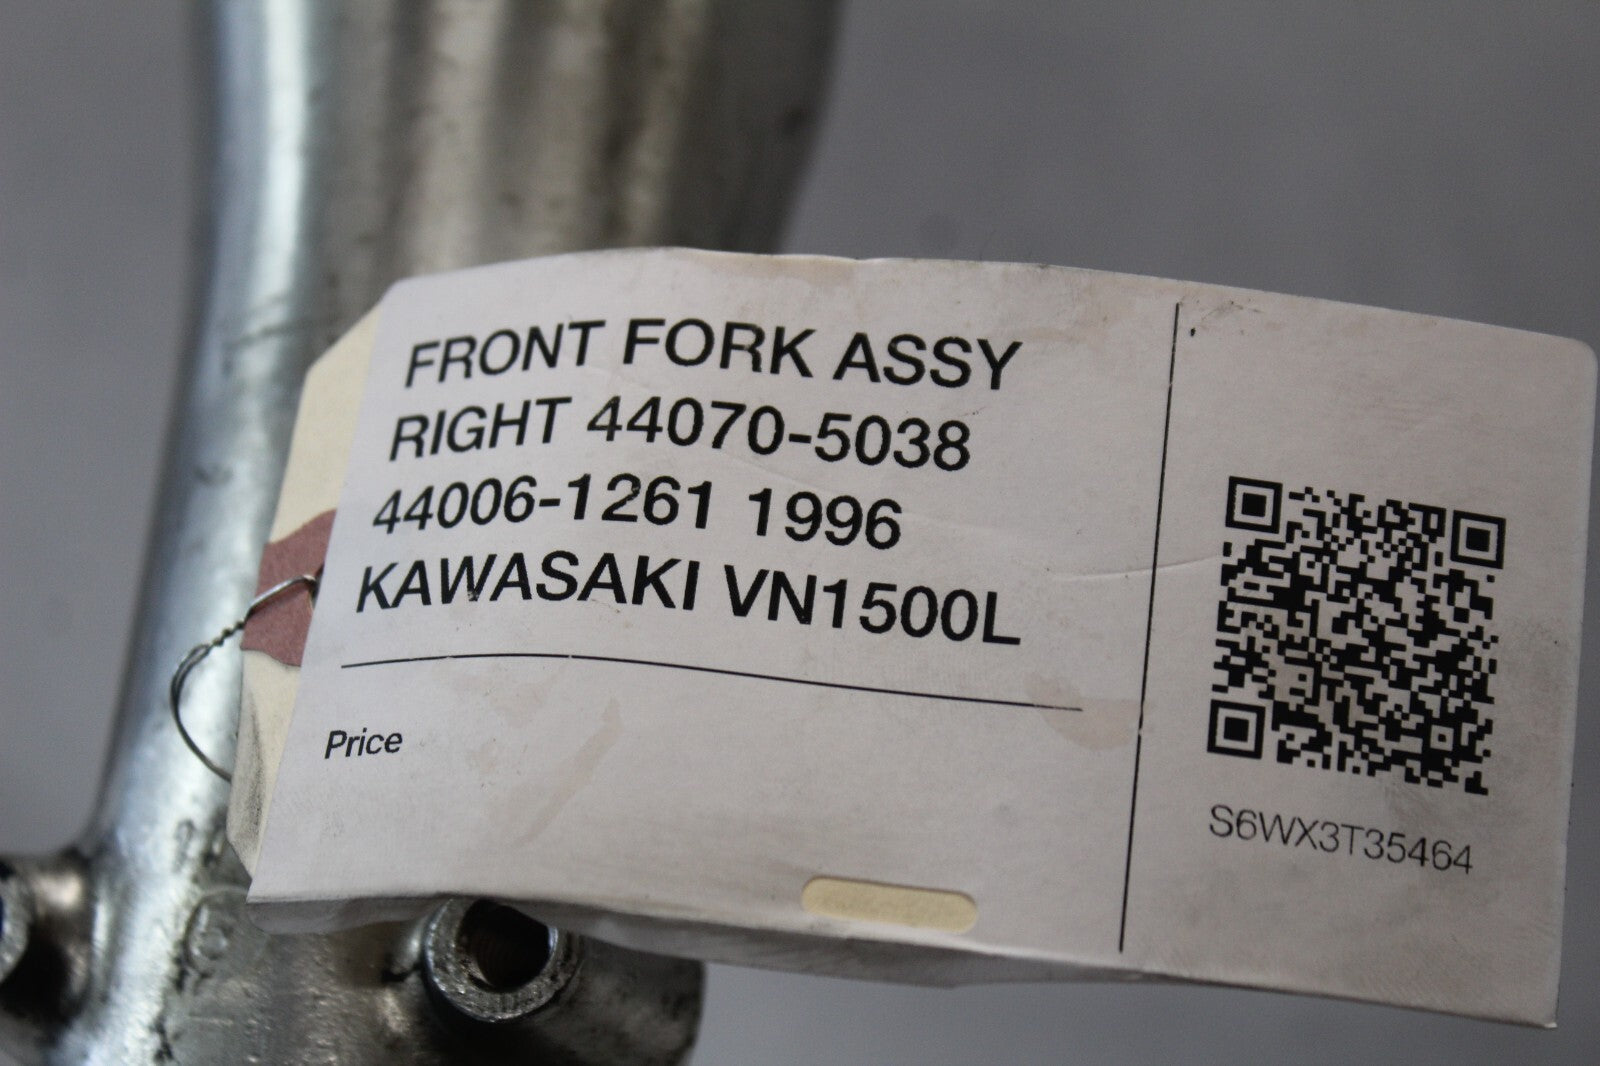 FRONT FORK ASSY
RIGHT 44070-5038
44006-1261 1996
KAWASAKI VN1500L
Price
S6WX3T35464